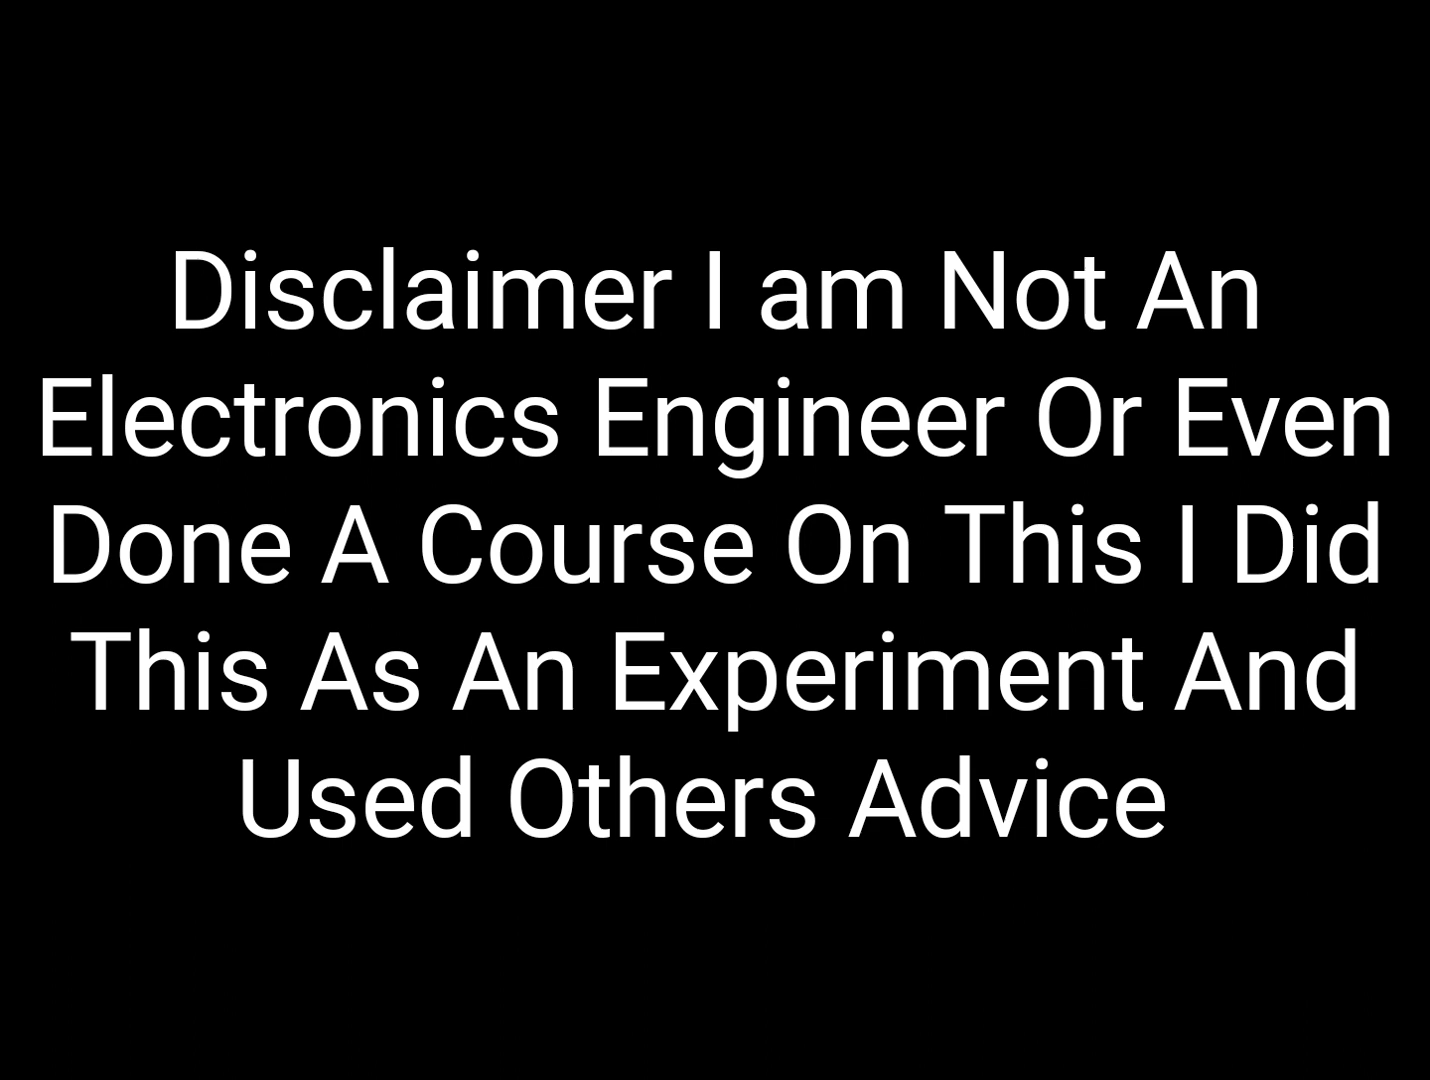 Disclaimer I am Not An
Electronics Engineer Or Even
Done A Course On This I Did
This As An Experiment And
Used Others Advice